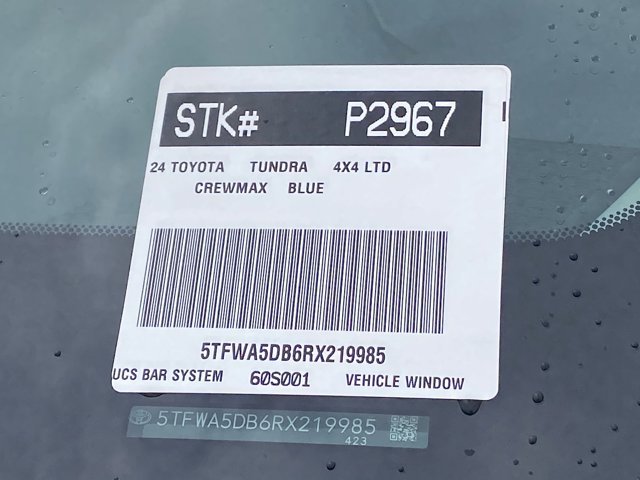 STK# P2967
24 TOYOTA TUNDRA 4X4 LTD
CREWMAX BLUE
5TFWA5DB6RX219985
UCS BAR SYSTEM 60S001 VEHICLE WINDOW
5TFWA5DB6RX219985
423